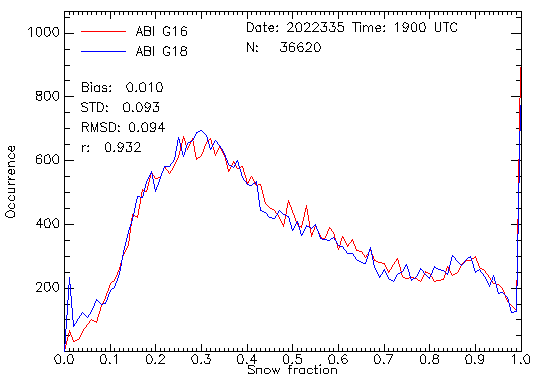 ABI G16
ABI G18
Date: 2022335 Time: 1900 UTC
N: 36620
Bias: 0.010
STD: 0.093
RMSD: 0.094
r: 0.932
1000
800
600
400
200
Occurrence
0.0 0.1 0.2 0.3 0.4 0.5 0.6 0.7 0.8 0.9 1.0
Snow fraction